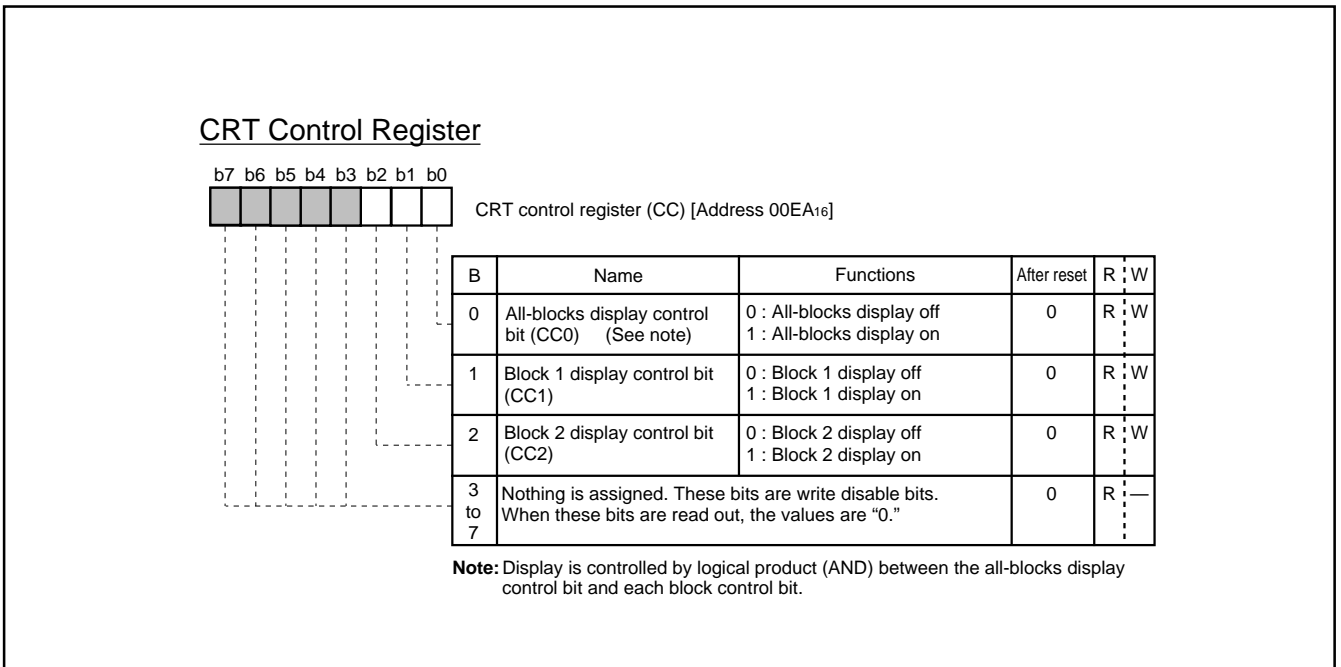 CRT Control Register
b7 b6 b5 b4 b3 b2 b1 b0
CRT control register (CC) [Address 00EA16]
B Name Functions After reset R W
0 All-blocks display control bit (CC0) (See note) 0 : All-blocks display off 1 : All-blocks display on 0 R W
1 Block 1 display control bit (CC1) 0 : Block 1 display off 1 : Block 1 display on 0 R W
2 Block 2 display control bit (CC2) 0 : Block 2 display off 1 : Block 2 display on 0 R W
3 to 7 Nothing is assigned. These bits are write disable bits. When these bits are read out, the values are “0.” 0 R —
Note: Display is controlled by logical product (AND) between the all-blocks display
control bit and each block control bit.